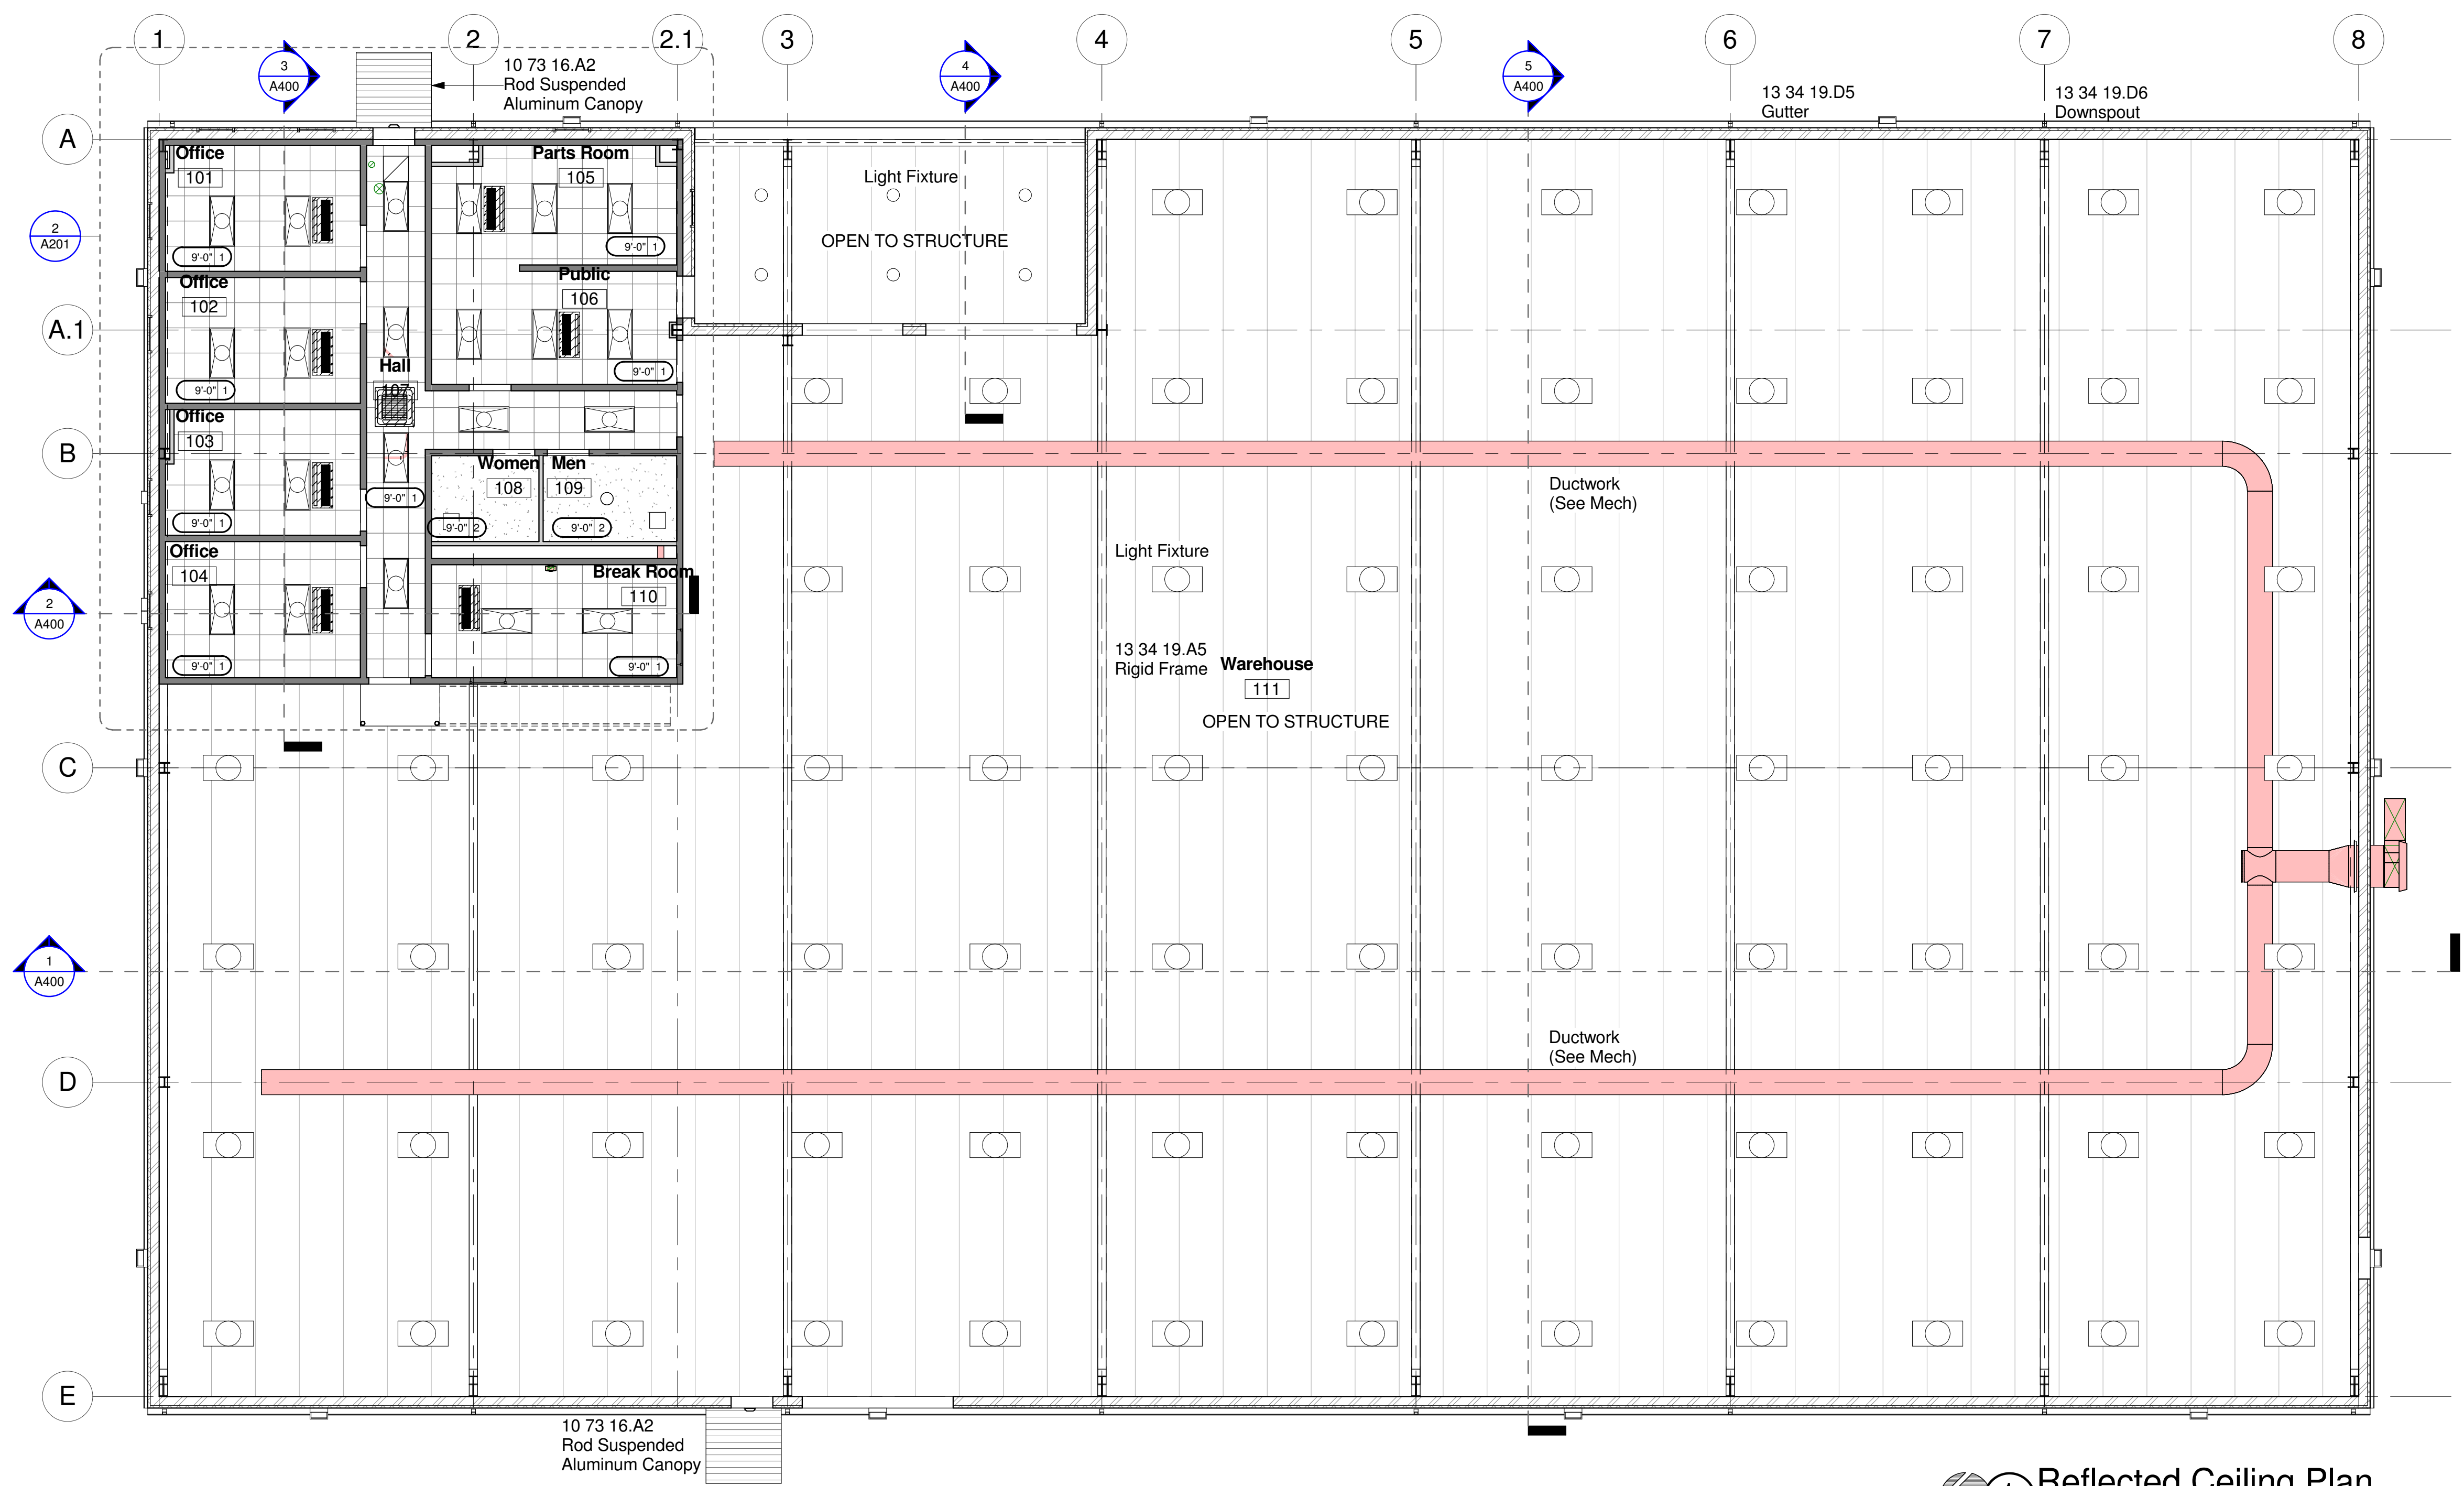 1
2
2.1
3
4
5
6
7
8
3
A400
10 73 16.A2
Rod Suspended
Aluminum Canopy
4
A400
5
A400
13 34 19.D5
Gutter
13 34 19.D6
Downspout
A
Office
101
9'-0" 1
Parts Room
105
9'-0" 1
Light Fixture
OPEN TO STRUCTURE
2
A201
Office
102
9'-0" 1
Public
106
9'-0" 1
A.1
Hall
107
Office
103
9'-0" 1
9'-0" 1
B
Women
108
9'-0" 2
Men
109
9'-0" 2
Ductwork
(See Mech)
Office
104
9'-0" 1
Break Room
110
9'-0" 1
Light Fixture
2
A400
13 34 19.A5
Rigid Frame
Warehouse
111
OPEN TO STRUCTURE
C
1
A400
Ductwork
(See Mech)
D
E
10 73 16.A2
Rod Suspended
Aluminum Canopy
Reflected Ceiling Plan